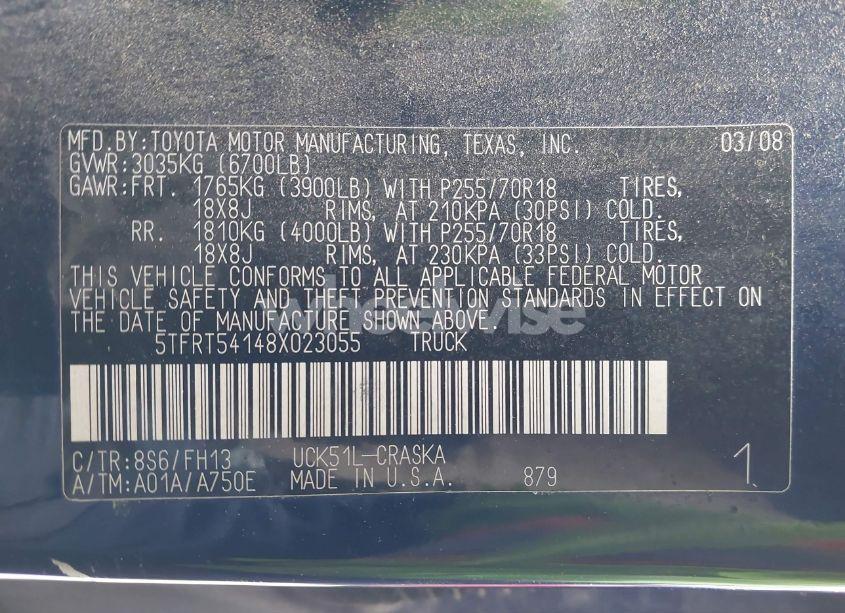 MFD.BY:TOYOTA MOTOR MANUFACTURING, TEXAS, INC. 03/08
GVWR:3035KG (6700LB)
GAWR:FRT. 1765KG (3900LB) WITH P255/70R18 TIRES,
18X8J RIMS, AT 210KPA (30PSI) COLD.
RR. 1810KG (4000LB) WITH P255/70R18 TIRES,
18X8J RIMS, AT 230KPA (33PSI) COLD.
THIS VEHICLE CONFORMS TO ALL APPLICABLE FEDERAL MOTOR
VEHICLE SAFETY AND THEFT PREVENTION STANDARDS IN EFFECT ON
THE DATE OF MANUFACTURE SHOWN ABOVE.
wheelwise
5TFRT54148X023055 TRUCK
C/TR:8S6/FH13 UCK51L-CRASKA
A/TM:A01A/A750E MADE IN U.S.A. 879 1